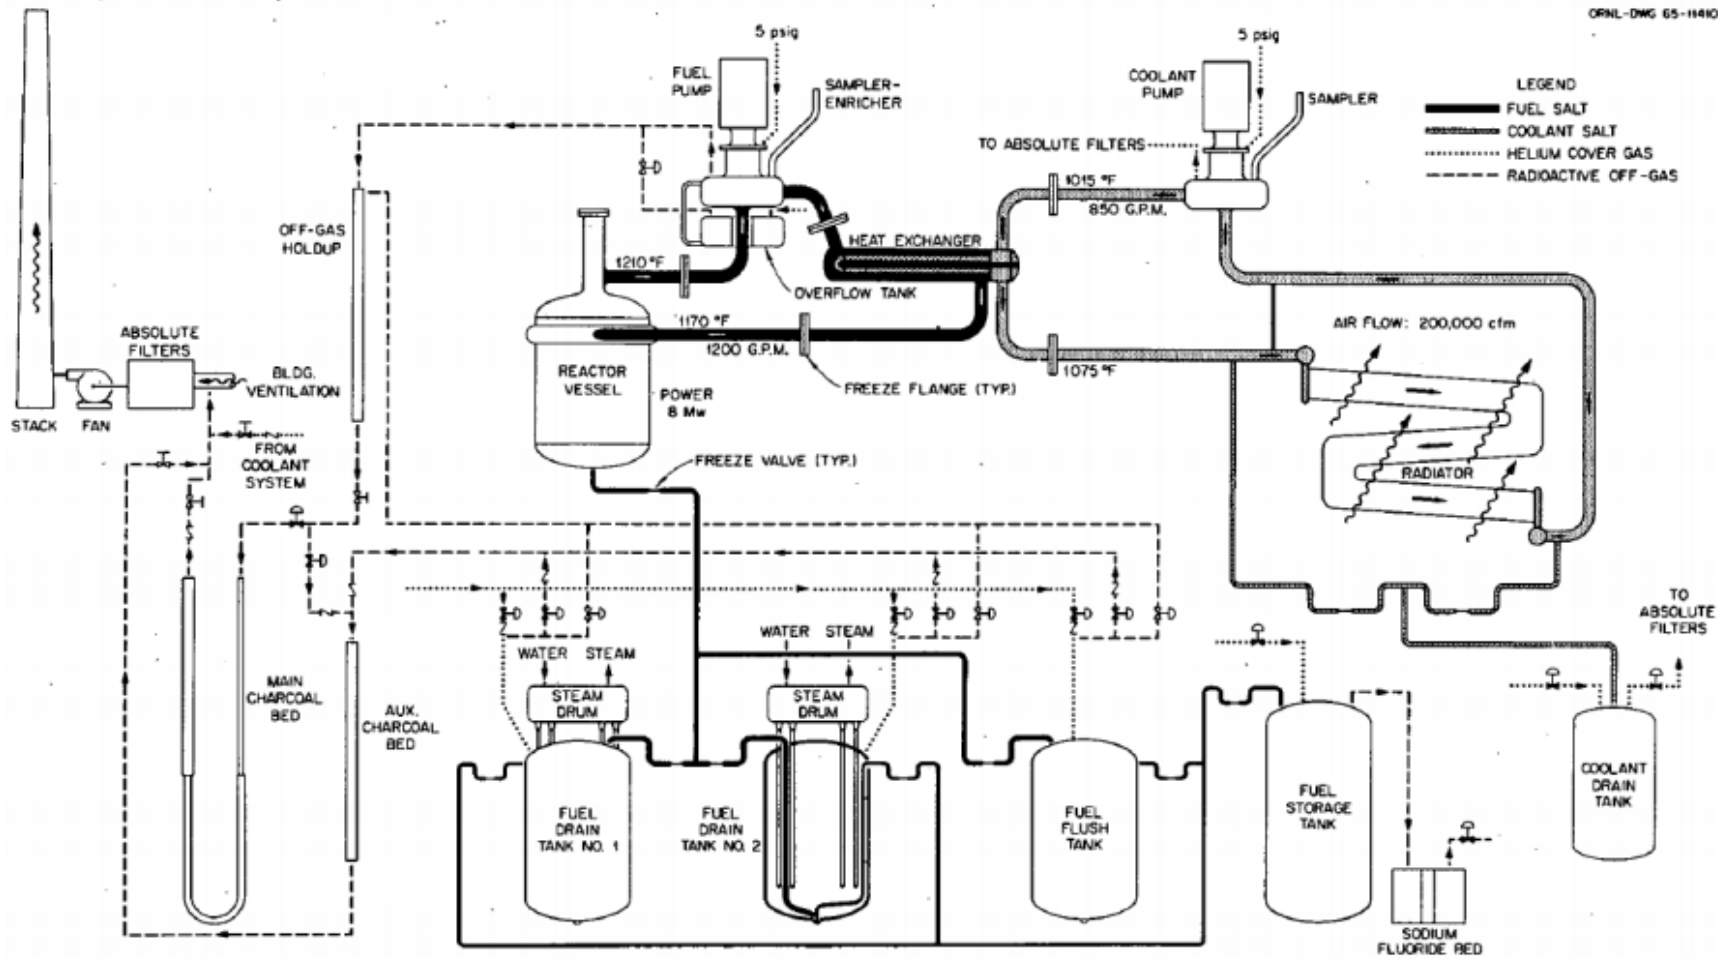 ORNL-DWG 65-11410
5 psig
FUEL
PUMP
SAMPLER-
ENRICHER
5 psig
COOLANT
PUMP
SAMPLER
TO ABSOLUTE FILTERS
LEGEND
FUEL SALT
COOLANT SALT
HELIUM COVER GAS
RADIOACTIVE OFF-GAS
1015 °F
850 G.P.M.
OFF-GAS
HOLDUP
HEAT EXCHANGER
1210 °F
OVERFLOW TANK
1170 °F
1200 G.P.M.
1075 °F
AIR FLOW: 200,000 cfm
ABSOLUTE
FILTERS
BLDG.
VENTILATION
STACK
FAN
REACTOR
VESSEL
POWER
8 Mw
FREEZE FLANGE (TYP.)
FROM
COOLANT
SYSTEM
FREEZE VALVE (TYP.)
RADIATOR
TO
ABSOLUTE
FILTERS
WATER STEAM
WATER STEAM
STEAM
DRUM
STEAM
DRUM
MAIN
CHARCOAL
BED
AUX.
CHARCOAL
BED
FUEL
DRAIN
TANK NO. 1
FUEL
DRAIN
TANK NO. 2
FUEL
FLUSH
TANK
FUEL
STORAGE
TANK
COOLANT
DRAIN
TANK
SODIUM
FLUORIDE BED